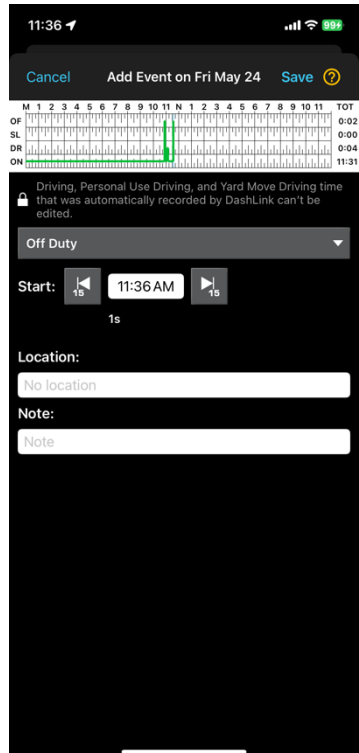 11:36 99+
Cancel Add Event on Fri May 24 Save ?
M 1 2 3 4 5 6 7 8 9 10 11 N 1 2 3 4 5 6 7 8 9 10 11 TOT
OF 0:02
SL 0:00
DR 0:04
ON 11:31
Driving, Personal Use Driving, and Yard Move Driving time
that was automatically recorded by DashLink can't be
edited.
Off Duty
Start: 15 11:36 AM 15
1s
Location:
No location
Note:
Note